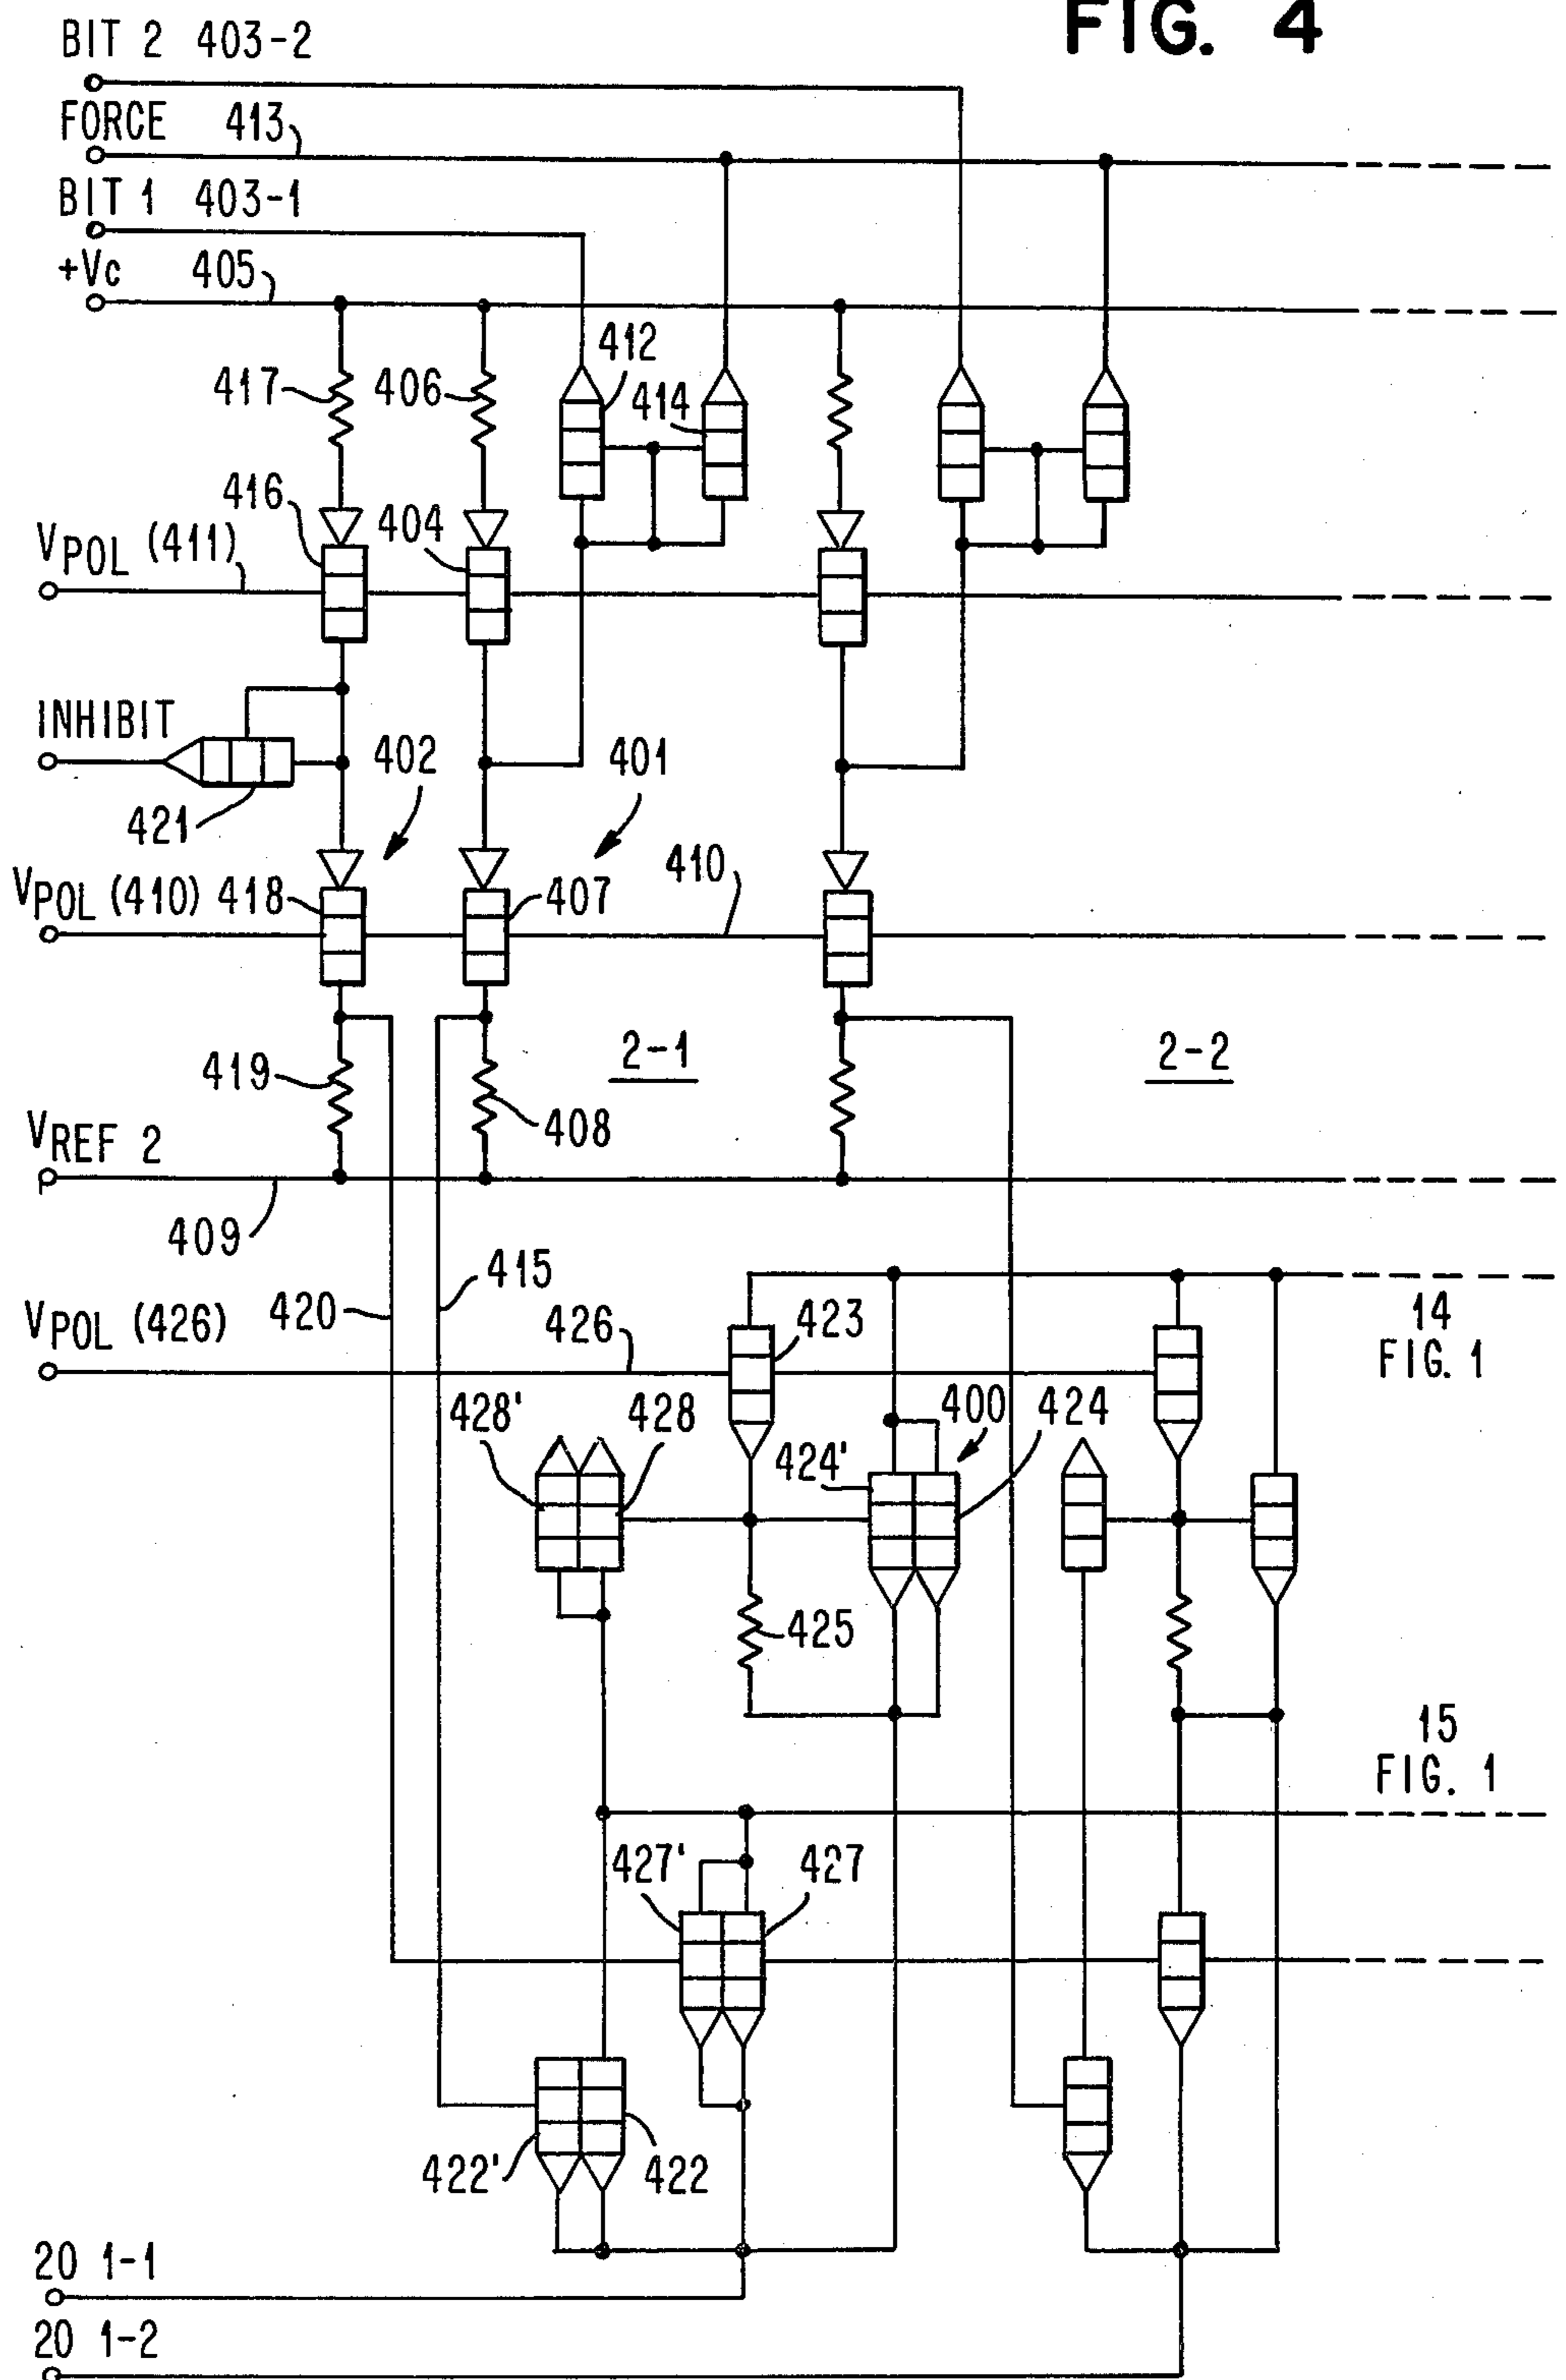 FIG. 4
BIT 2 403-2
FORCE 413
BIT 1 403-1
+Vc 405
412
417
406
414
416
404
VPOL (411)
INHIBIT
402
401
421
410
VPOL (410) 418
407
2-1
2-2
419
408
VREF 2
409
415
420
VPOL (426)
426
423
14
FIG. 1
428'
428
400
424
424'
425
15
FIG. 1
427'
427
422'
422
20 1-1
20 1-2